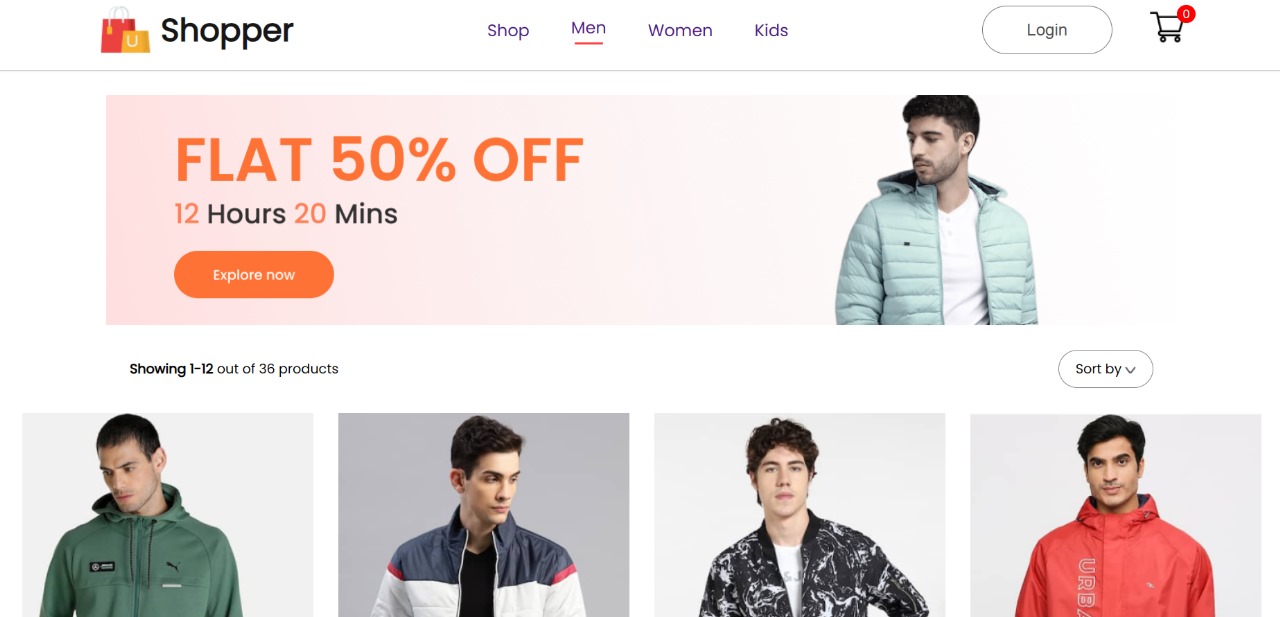 Shopper
Shop Men Women Kids
Login
0
FLAT 50% OFF
12 Hours 20 Mins
Explore now
Showing 1-12 out of 36 products
Sort by